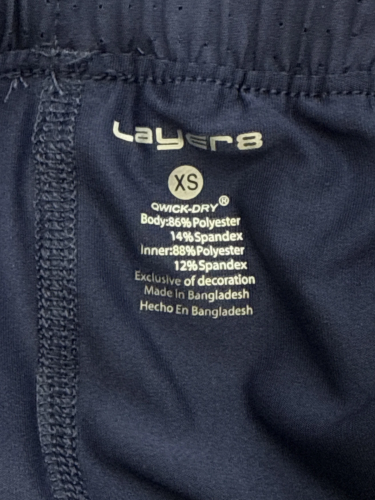 Layer8
XS
QWICK-DRY®
Body:86% Polyester
14% Spandex
Inner:88% Polyester
12% Spandex
Exclusive of decoration
Made in Bangladesh
Hecho En Bangladesh